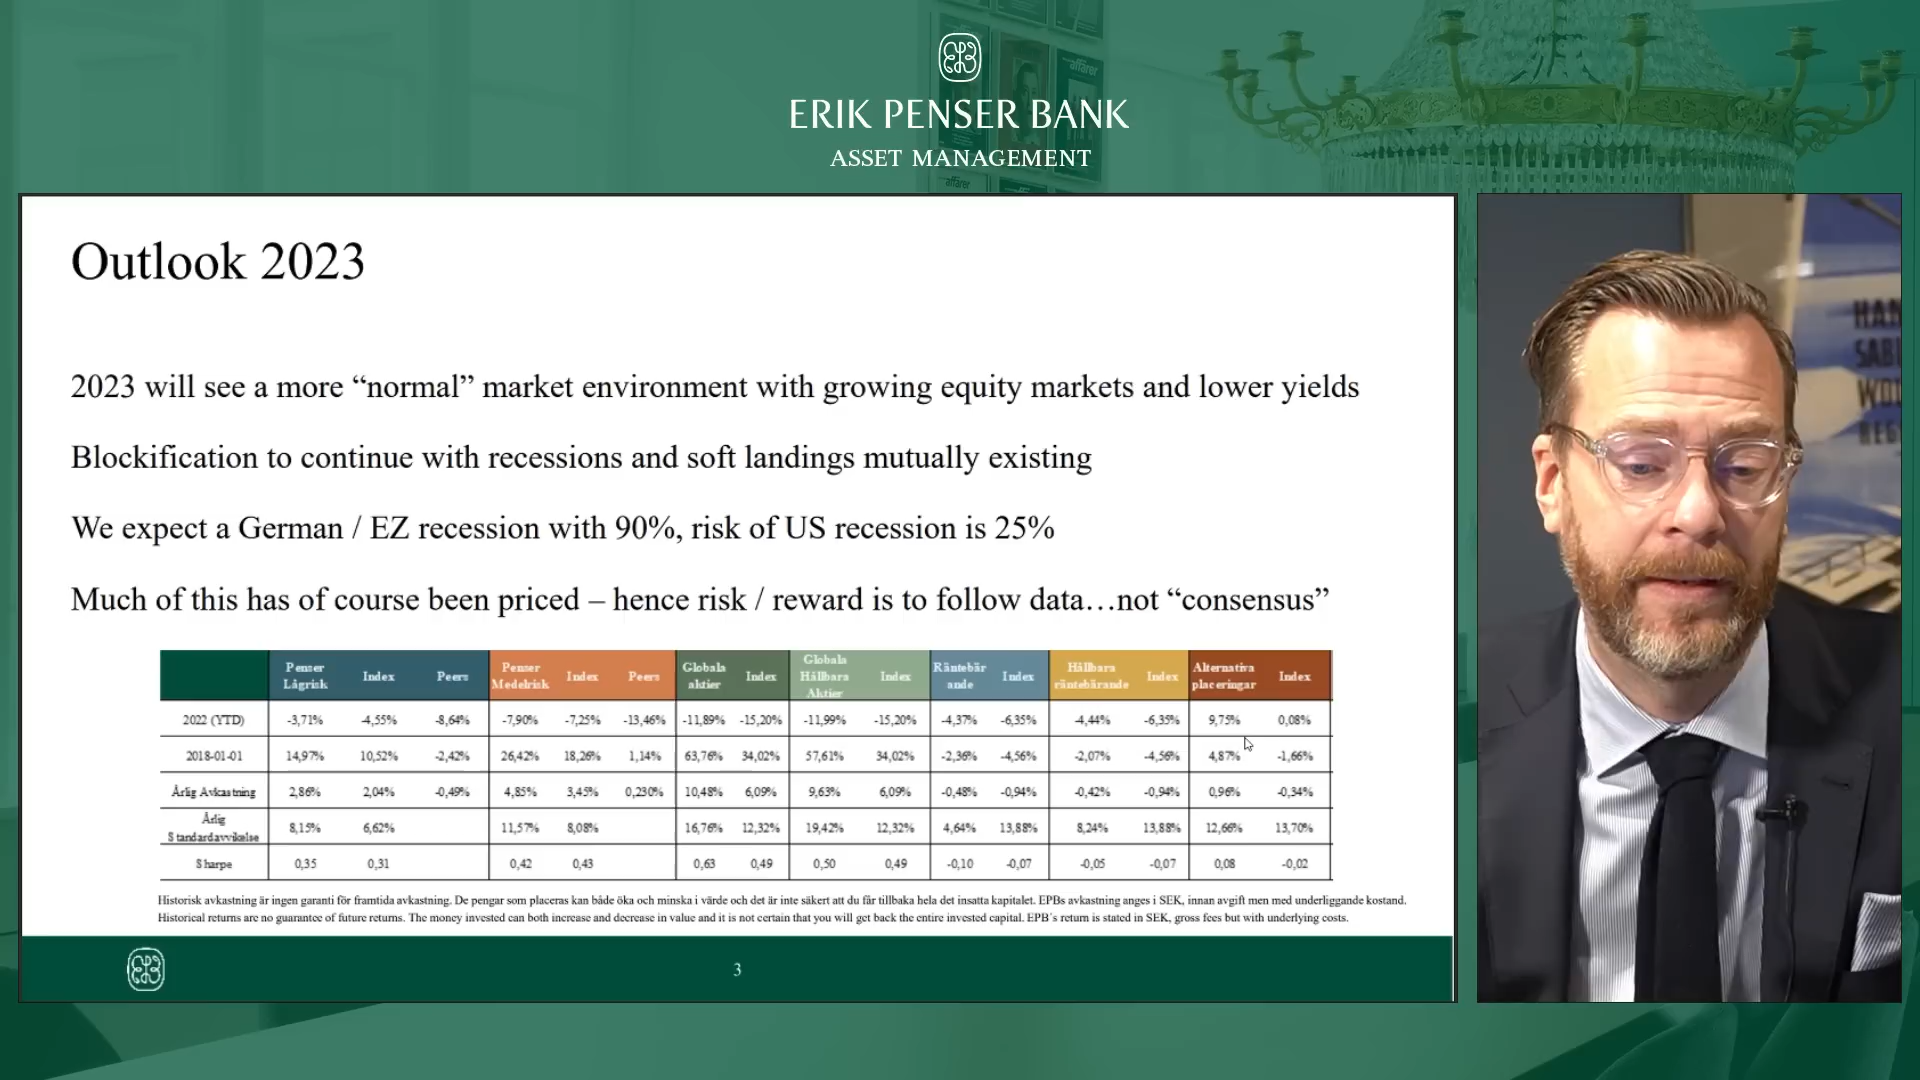 affärer
affärer
ERIK PENSER BANK
ASSET MANAGEMENT
Outlook 2023
2023 will see a more “normal” market environment with growing equity markets and lower yields
Blockification to continue with recessions and soft landings mutually existing
We expect a German / EZ recession with 90%, risk of US recession is 25%
Much of this has of course been priced – hence risk / reward is to follow data…not “consensus”
Penser Lågrisk Index Peers Penser Medelrisk Index Peers Globala aktier Index Globala Hållbara Aktier Index Räntebär ande Index Hållbara räntebärande Index Alternativa placeringar Index
2022 (YTD) -3,71% -4,55% -8,64% -7,90% -7,25% -13,46% -11,89% -15,20% -11,99% -15,20% -4,37% -6,35% -4,44% -6,35% 9,75% 0,08%
2018-01-01 14,97% 10,52% -2,42% 26,42% 18,26% 1,14% 63,76% 34,02% 57,61% 34,02% -2,36% -4,56% -2,07% -4,56% 4,87% -1,66%
Årlig Avkastning 2,86% 2,04% -0,49% 4,85% 3,45% 0,230% 10,48% 6,09% 9,63% 6,09% -0,48% -0,94% -0,42% -0,94% 0,96% -0,34%
Årlig Standardavvikelse 8,15% 6,62% 11,57% 8,08% 16,76% 12,32% 19,42% 12,32% 4,64% 13,88% 8,24% 13,88% 12,66% 13,70%
Sharpe 0,35 0,31 0,42 0,43 0,63 0,49 0,50 0,49 -0,10 -0,07 -0,05 -0,07 0,08 -0,02
Historisk avkastning är ingen garanti för framtida avkastning. De pengar som placeras kan både öka och minska i värde och det är inte säkert att du får tillbaka hela det insatta kapitalet. EPBs avkastning anges i SEK, innan avgift men med underliggande kostand.
Historical returns are no guarantee of future returns. The money invested can both increase and decrease in value and it is not certain that you will get back the entire invested capital. EPB´s return is stated in SEK, gross fees but with underlying costs.
3